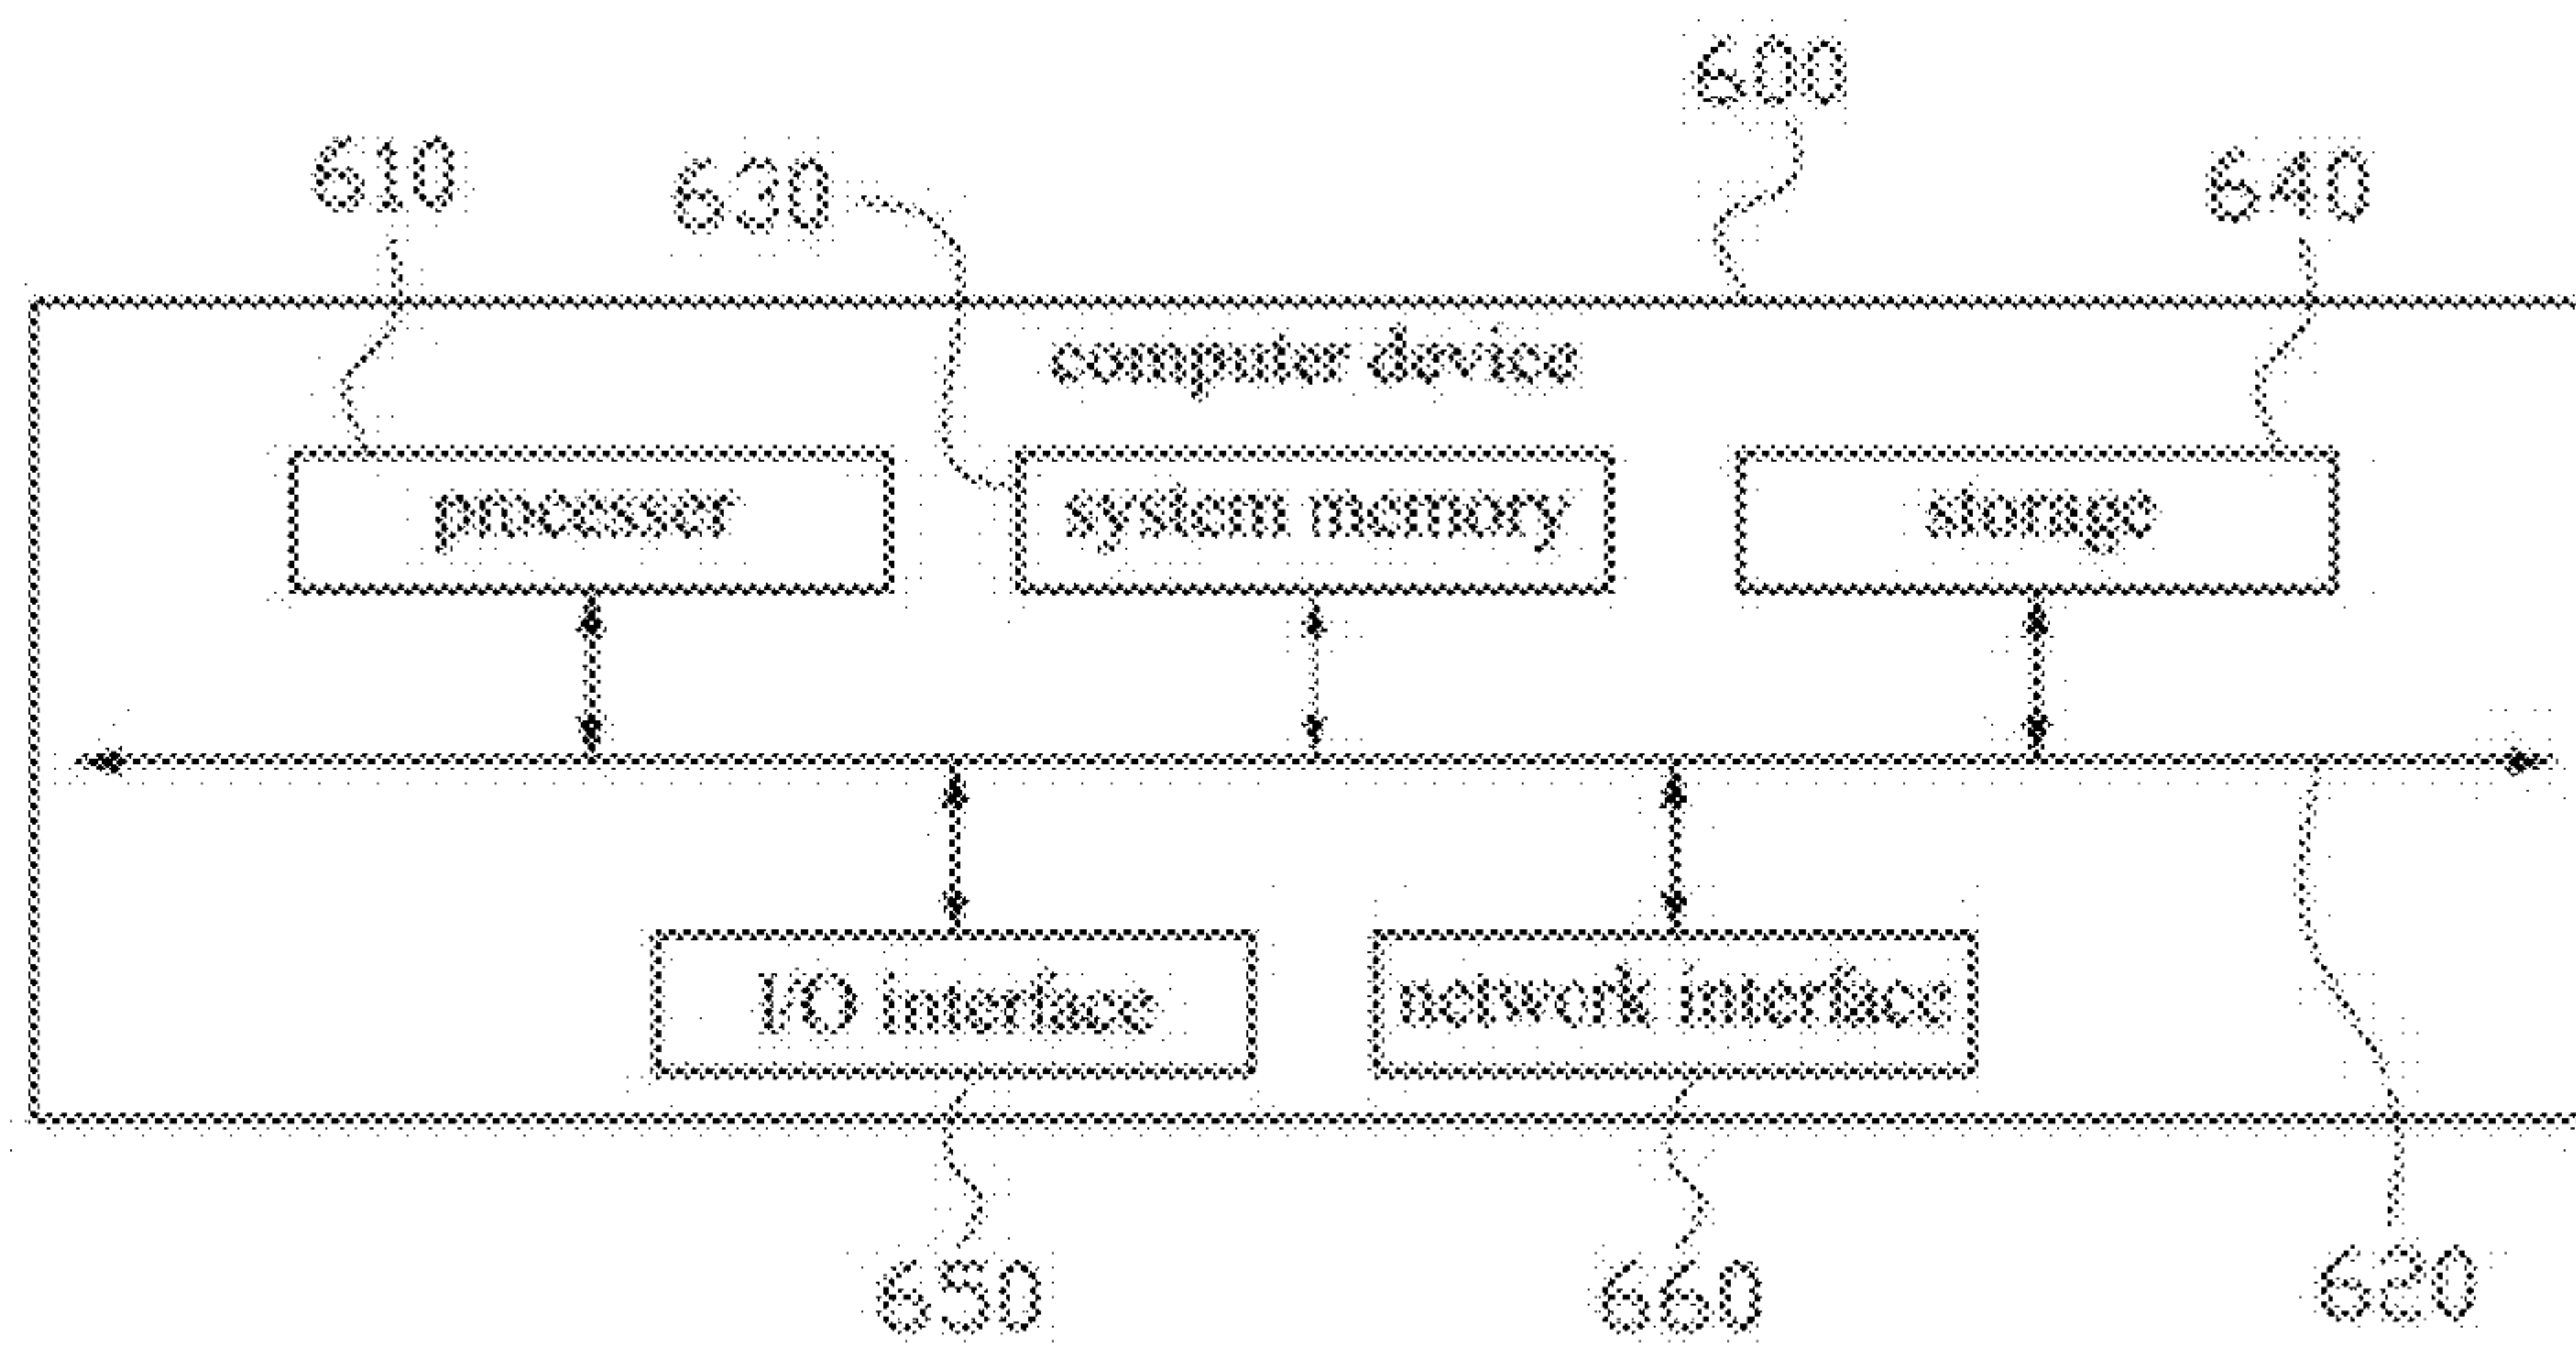 600
610
630
640
computer device
processer
system memory
storage
I/O interface
network interface
650
660
620